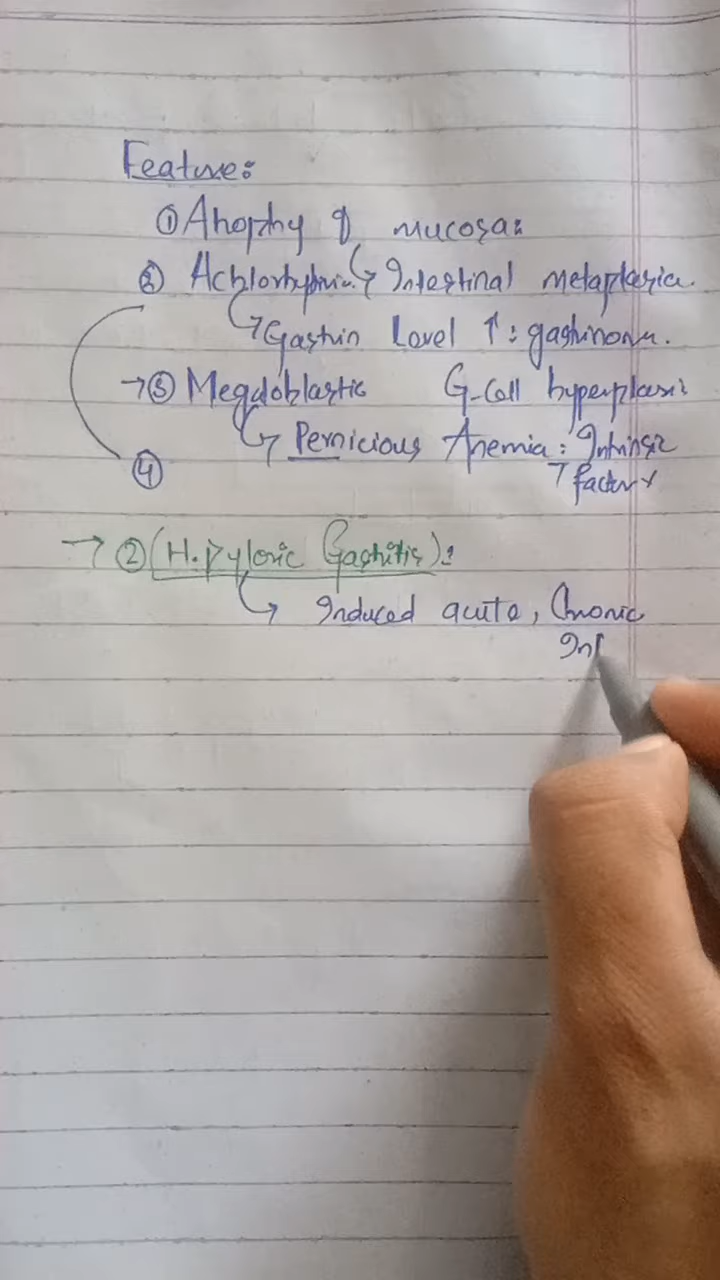 Feature:
① Atrophy of mucosa:
② Achlorhydria ↳ Intestinal metaplasia.
↳ Gastrin Level ↑ : gastrinoma.
→ ③ Megaloblastic G-Cell hyperplasia
↳ Pernicious Anemia : Intrinsic
factor x
④
→ ② (H. pyloric Gastritis):
↳ Induced acute, Chronic
Inf